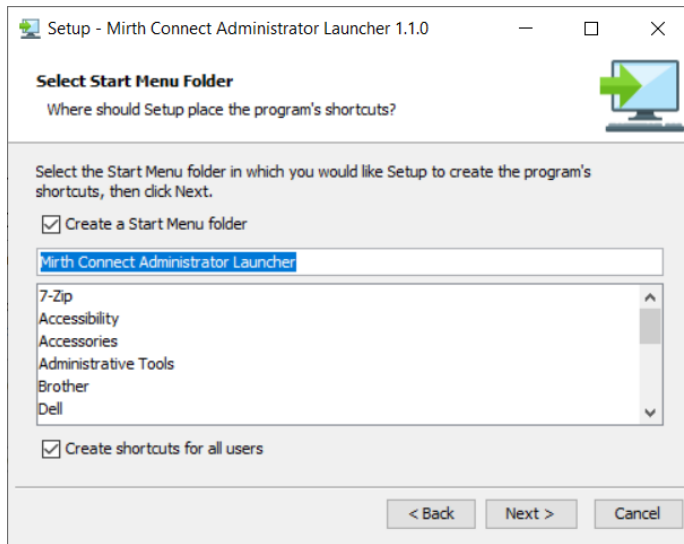 Setup - Mirth Connect Administrator Launcher 1.1.0
Select Start Menu Folder
Where should Setup place the program's shortcuts?
Select the Start Menu folder in which you would like Setup to create the program's
shortcuts, then click Next.
Create a Start Menu folder
Mirth Connect Administrator Launcher
7-Zip
Accessibility
Accessories
Administrative Tools
Brother
Dell
Create shortcuts for all users
< Back Next > Cancel